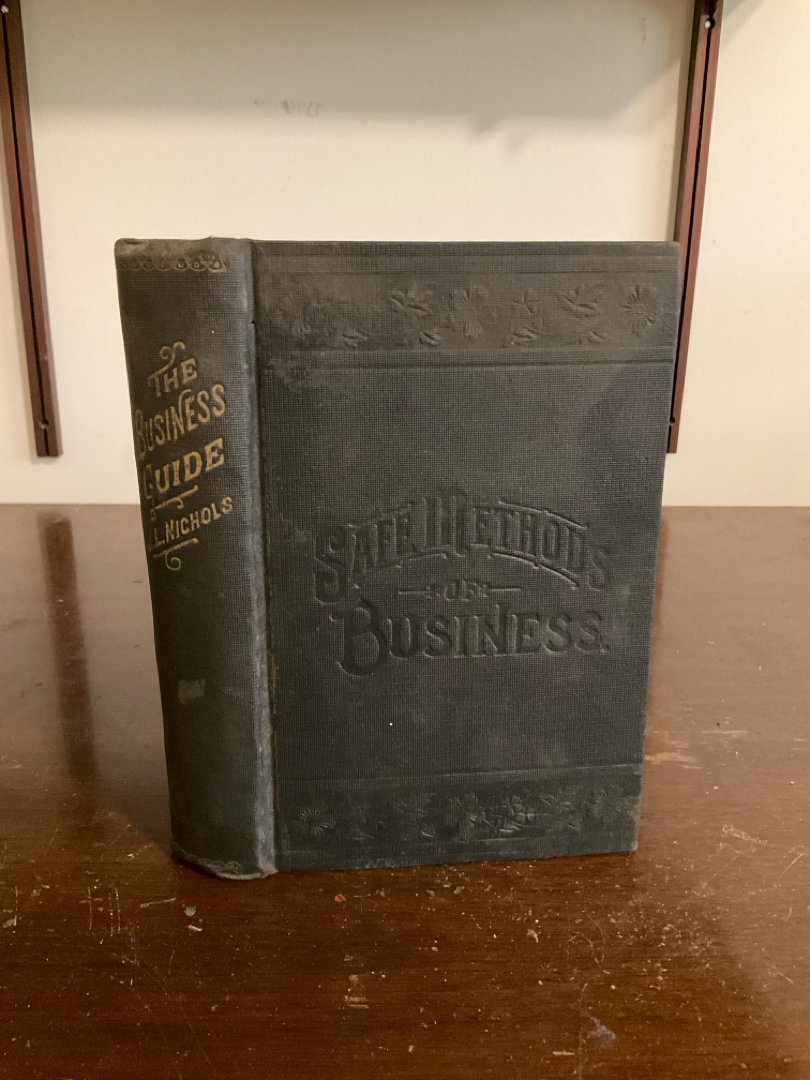 THE
BUSINESS
GUIDE
L. NICHOLS
SAFE METHODS
OF
BUSINESS.